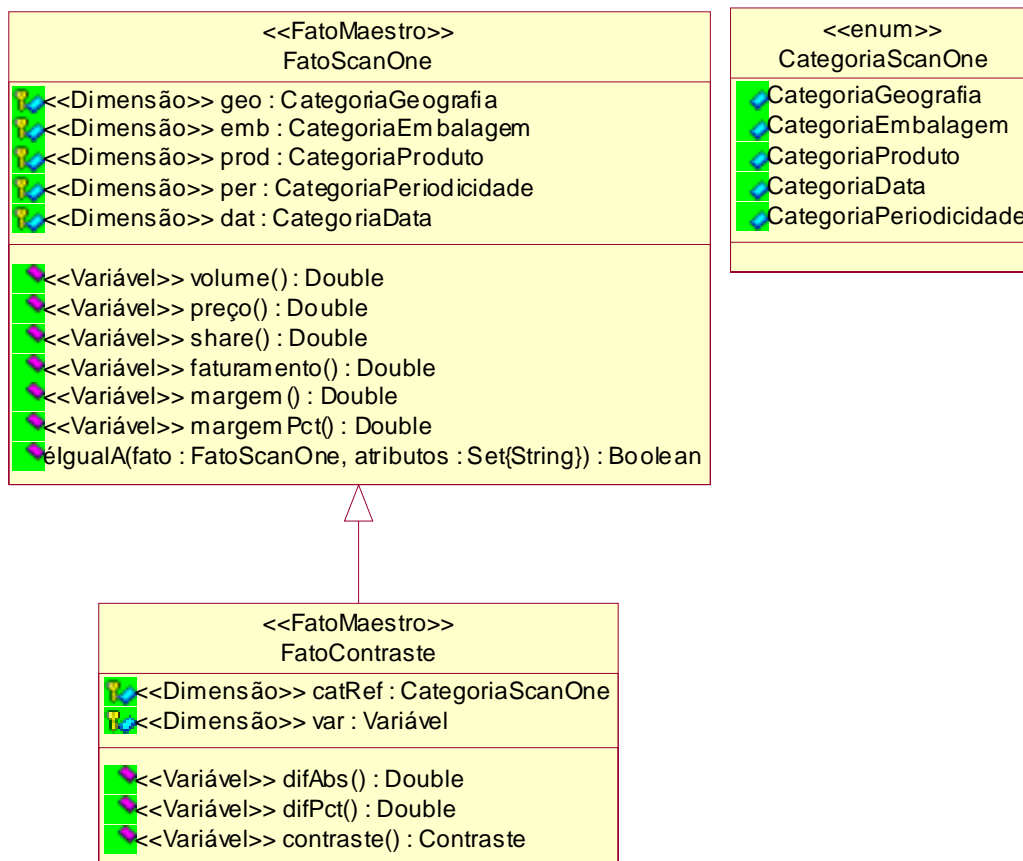 <<FatoMaestro>>
FatoScanOne
<<Dimensão>> geo : CategoriaGeografia
<<Dimensão>> emb : CategoriaEmbalagem
<<Dimensão>> prod : CategoriaProduto
<<Dimensão>> per : CategoriaPeriodicidade
<<Dimensão>> dat : CategoriaData
<<Variável>> volume() : Double
<<Variável>> preço() : Double
<<Variável>> share() : Double
<<Variável>> faturamento() : Double
<<Variável>> margem() : Double
<<Variável>> margemPct() : Double
éIgualA(fato : FatoScanOne, atributos : Set{String}) : Boolean
<<enum>>
CategoriaScanOne
CategoriaGeografia
CategoriaEmbalagem
CategoriaProduto
CategoriaData
CategoriaPeriodicidade
<<FatoMaestro>>
FatoContraste
<<Dimensão>> catRef : CategoriaScanOne
<<Dimensão>> var : Variável
<<Variável>> difAbs() : Double
<<Variável>> difPct() : Double
<<Variável>> contraste() : Contraste